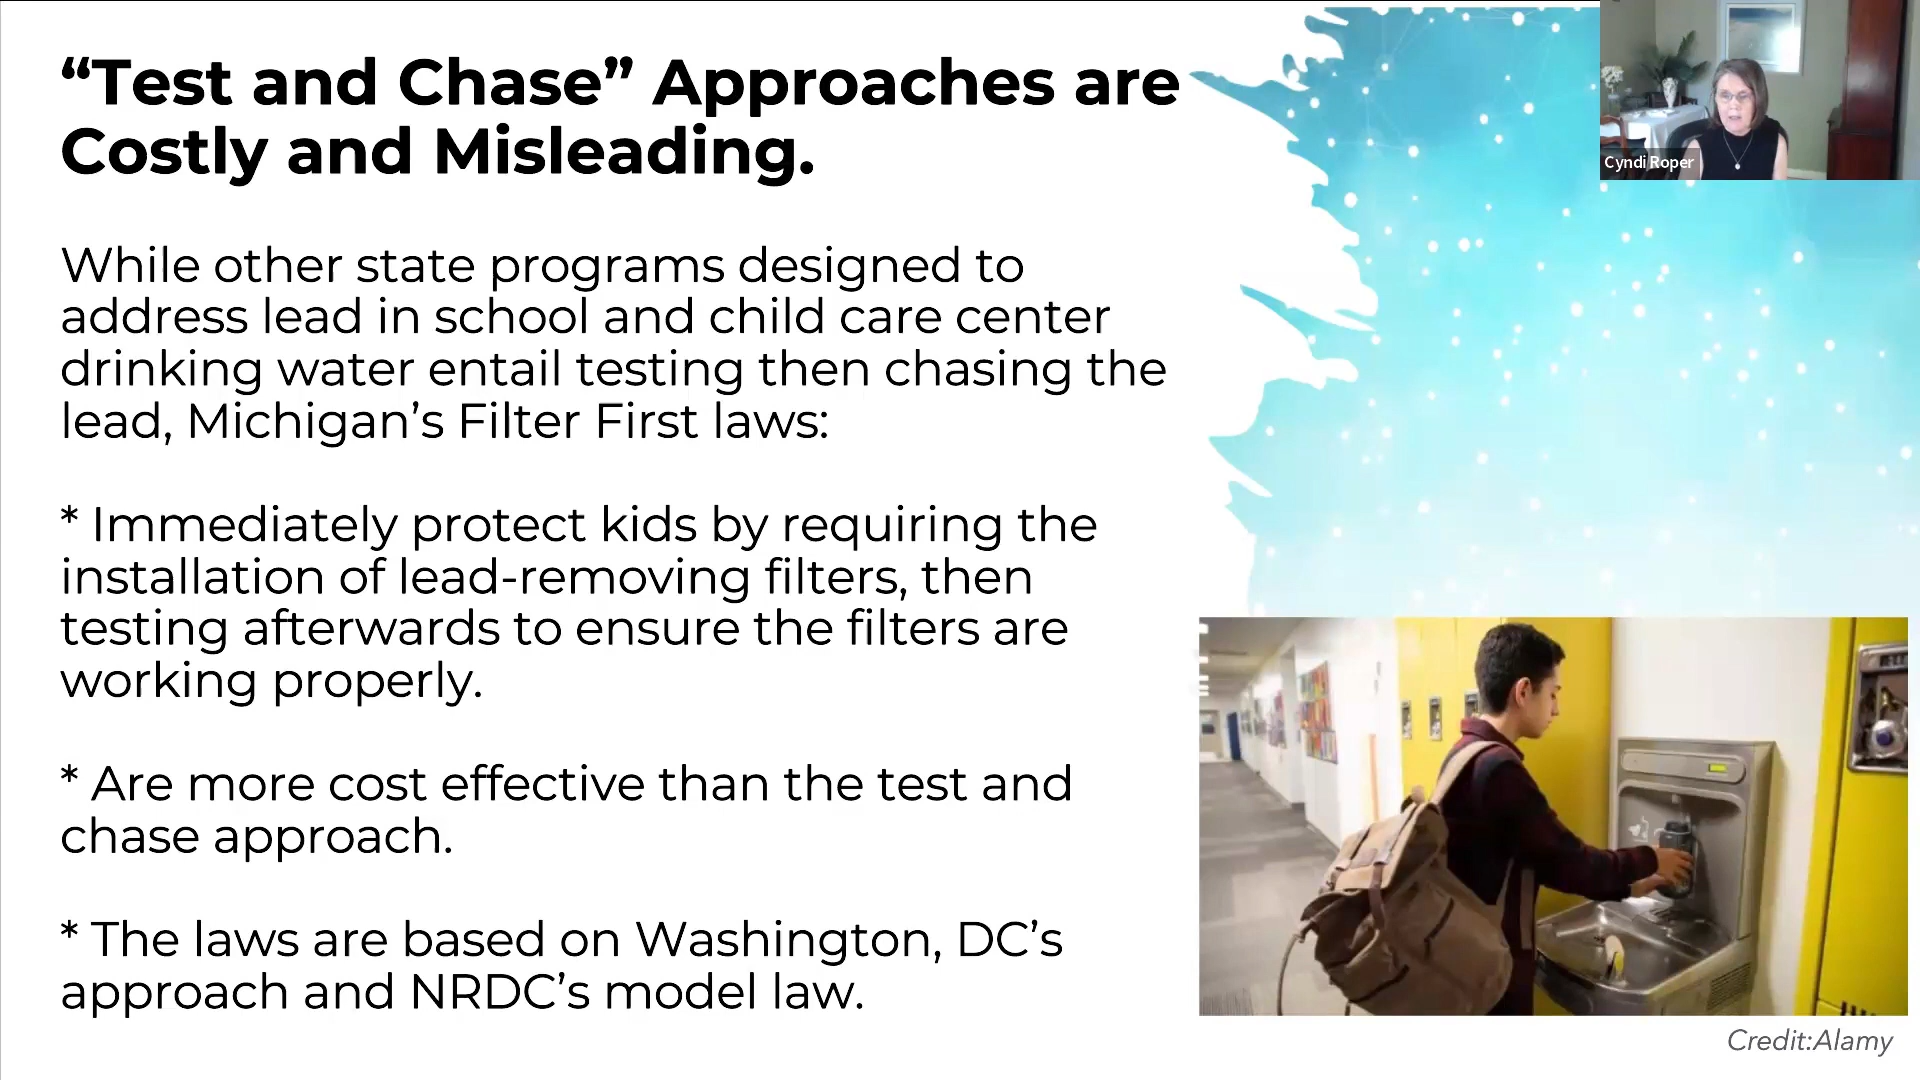 “Test and Chase” Approaches are
Costly and Misleading.
While other state programs designed to
address lead in school and child care center
drinking water entail testing then chasing the
lead, Michigan’s Filter First laws:
* Immediately protect kids by requiring the
installation of lead-removing filters, then
testing afterwards to ensure the filters are
working properly.
* Are more cost effective than the test and
chase approach.
* The laws are based on Washington, DC’s
approach and NRDC’s model law.
Cyndi Roper
Credit:Alamy